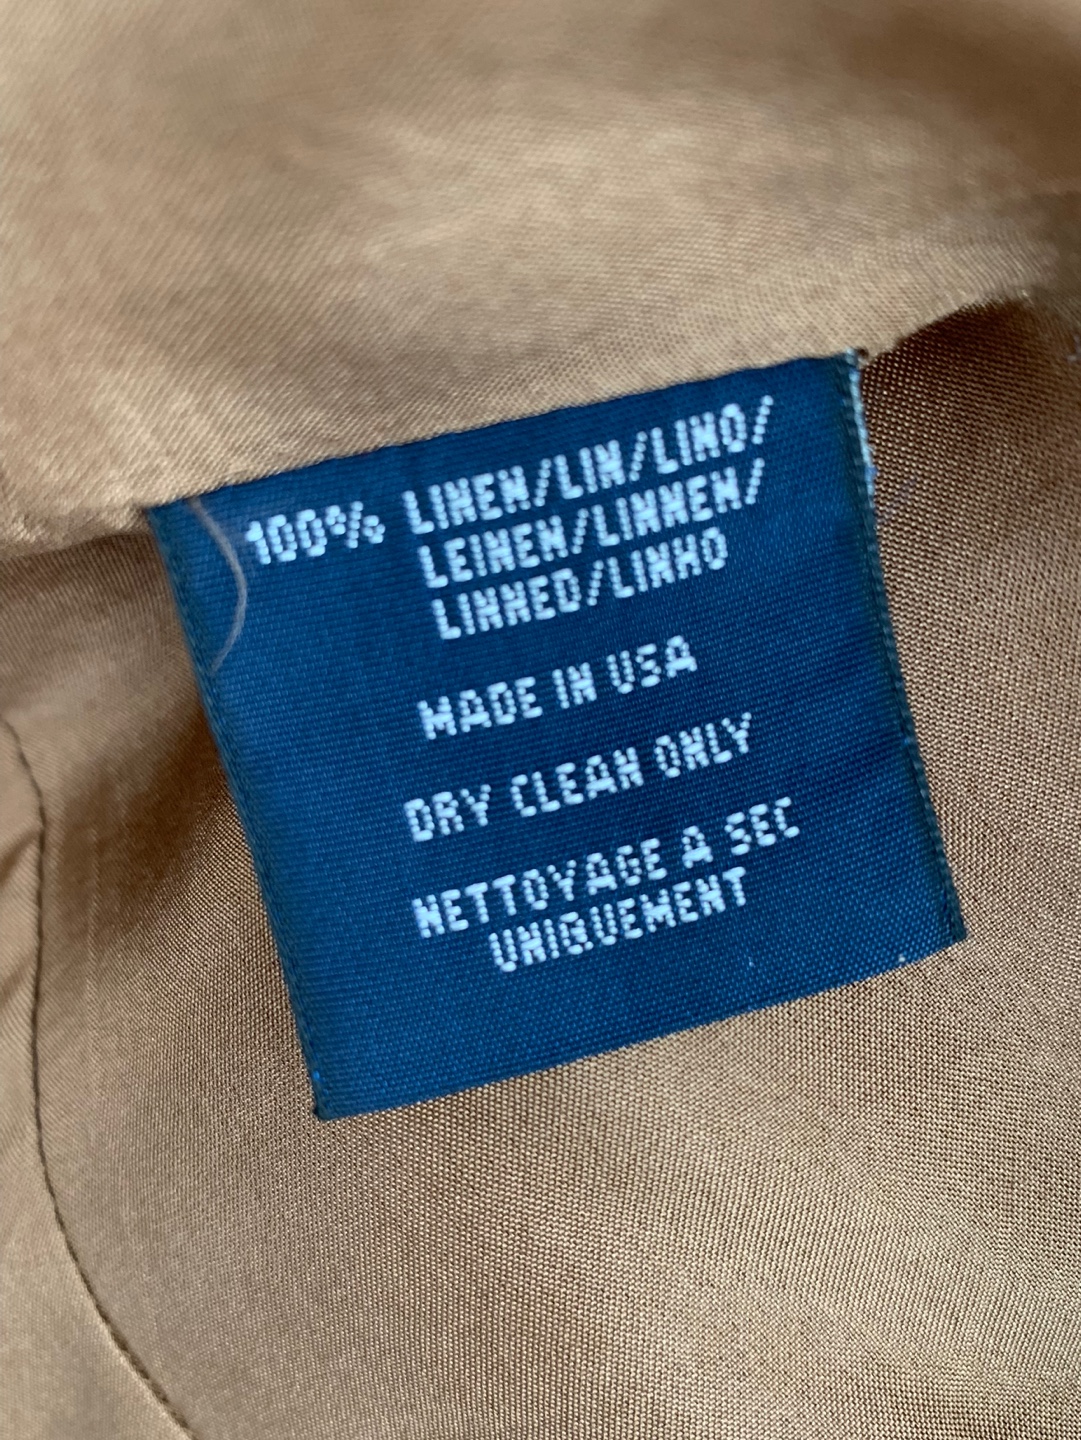 100% LINEN/LIN/LINO/
LEINEN/LINNEN/
LINNED/LINHO
MADE IN USA
DRY CLEAN ONLY
NETTOYAGE A SEC
UNIQUEMENT